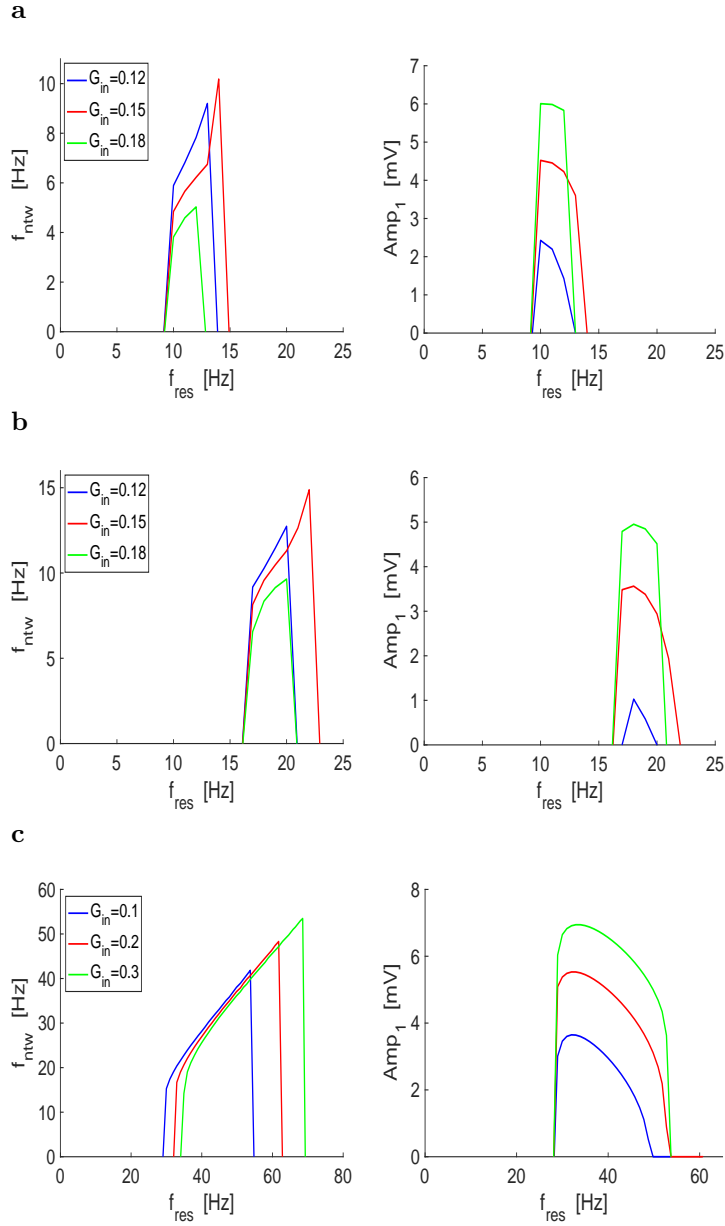 a
G_in=0.12
G_in=0.15
G_in=0.18
f_ntw [Hz]
10
8
6
4
2
0
0 5 10 15 20 25
f_res [Hz]
Amp_1 [mV]
7
6
5
4
3
2
1
0
0 5 10 15 20 25
f_res [Hz]
b
G_in=0.12
G_in=0.15
G_in=0.18
f_ntw [Hz]
15
10
5
0
0 5 10 15 20 25
f_res [Hz]
Amp_1 [mV]
6
5
4
3
2
1
0
0 5 10 15 20 25
f_res [Hz]
c
G_in=0.1
G_in=0.2
G_in=0.3
f_ntw [Hz]
60
50
40
30
20
10
0
0 20 40 60 80
f_res [Hz]
Amp_1 [mV]
8
6
4
2
0
0 20 40 60
f_res [Hz]